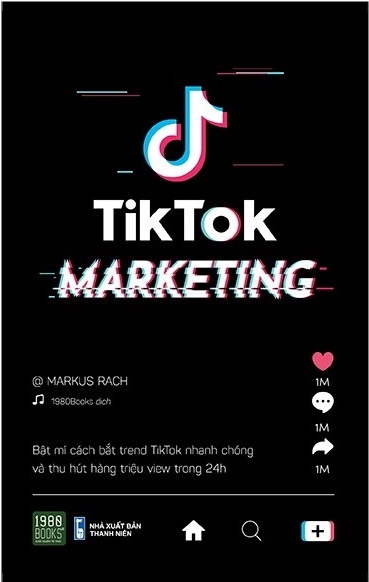 TikTok
MARKETING
@ MARKUS RACH
1980Books dịch
1M
1M
1M
Bật mí cách bắt trend TikTok nhanh chóng
và thu hút hàng triệu view trong 24h
1980
BOOKS
NHÀ XUẤT BẢN
THANH NIÊN